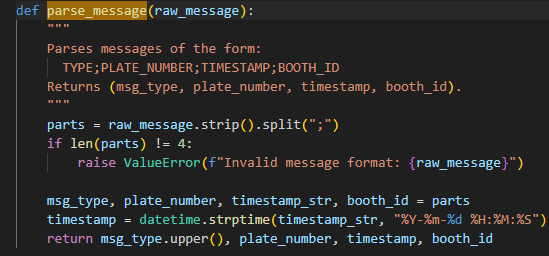 def parse_message(raw_message):
    """
    Parses messages of the form:
      TYPE;PLATE_NUMBER;TIMESTAMP;BOOTH_ID
    Returns (msg_type, plate_number, timestamp, booth_id).
    """
    parts = raw_message.strip().split(";")
    if len(parts) != 4:
        raise ValueError(f"Invalid message format: {raw_message}")

    msg_type, plate_number, timestamp_str, booth_id = parts
    timestamp = datetime.strptime(timestamp_str, "%Y-%m-%d %H:%M:%S")
    return msg_type.upper(), plate_number, timestamp, booth_id